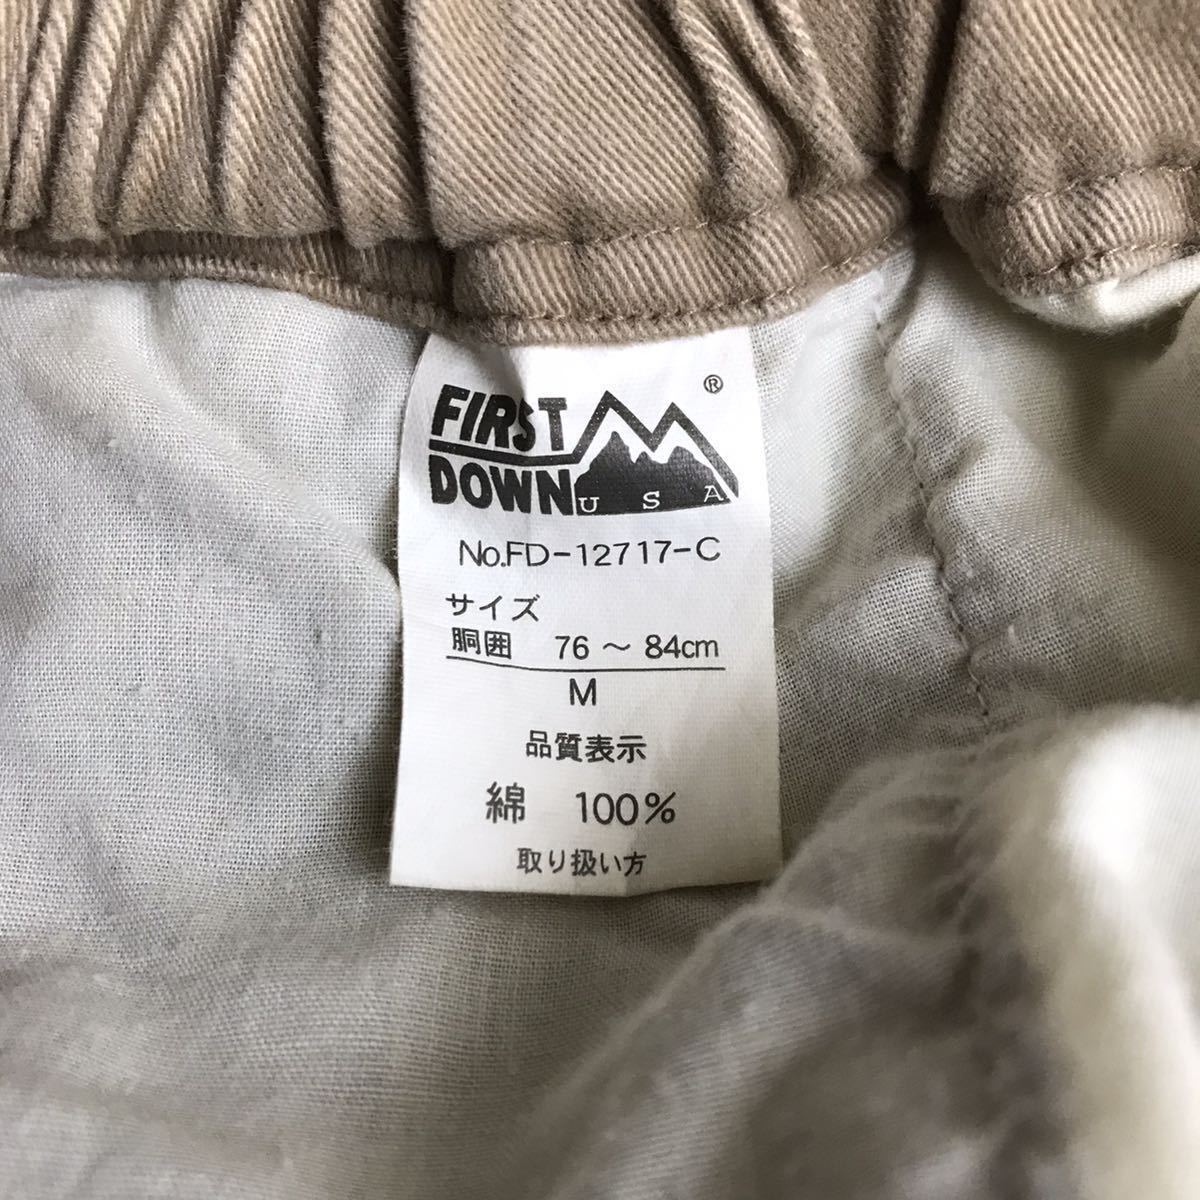 FIRST
DOWN
USA
®
No.FD-12717-C
サイズ
胴囲 76～84cm
M
品質表示
綿 100%
取り扱い方